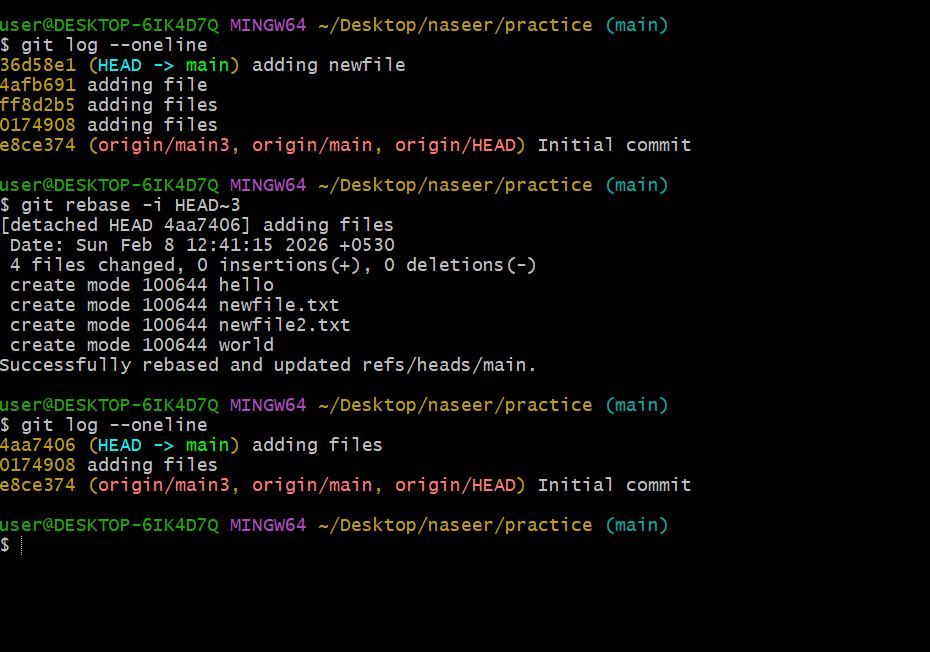 user@DESKTOP-6IK4D7Q MINGW64 ~/Desktop/naseer/practice (main)
$ git log --oneline
36d58e1 (HEAD -> main) adding newfile
4afb691 adding file
ff8d2b5 adding files
0174908 adding files
e8ce374 (origin/main3, origin/main, origin/HEAD) Initial commit
user@DESKTOP-6IK4D7Q MINGW64 ~/Desktop/naseer/practice (main)
$ git rebase -i HEAD~3
[detached HEAD 4aa7406] adding files
Date: Sun Feb 8 12:41:15 2026 +0530
4 files changed, 0 insertions(+), 0 deletions(-)
create mode 100644 hello
create mode 100644 newfile.txt
create mode 100644 newfile2.txt
create mode 100644 world
Successfully rebased and updated refs/heads/main.
user@DESKTOP-6IK4D7Q MINGW64 ~/Desktop/naseer/practice (main)
$ git log --oneline
4aa7406 (HEAD -> main) adding files
0174908 adding files
e8ce374 (origin/main3, origin/main, origin/HEAD) Initial commit
user@DESKTOP-6IK4D7Q MINGW64 ~/Desktop/naseer/practice (main)
$